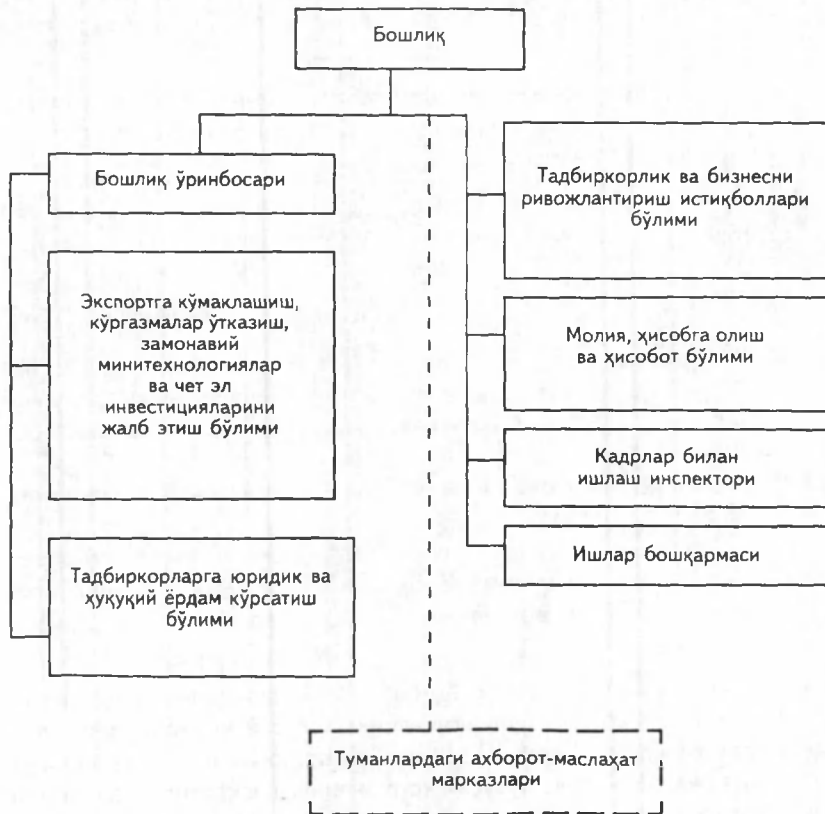 Бошлиқ
Бошлиқ ўринбосари
Экспортга кўмаклашиш,
кўргазмалар ўтказиш,
замонавий
минитехнологиялар
ва чет эл
инвестицияларини
жалб этиш бўлими
Тадбиркорларга юридик ва
ҳуқуқий ёрдам кўрсатиш
бўлими
Тадбиркорлик ва бизнесни
ривожлантириш истиқболлари
бўлими
Молия, ҳисобга олиш
ва ҳисобот бўлими
Кадрлар билан
ишлаш инспектори
Ишлар бошқармаси
Туманлардаги ахборот-маслаҳат
марказлари